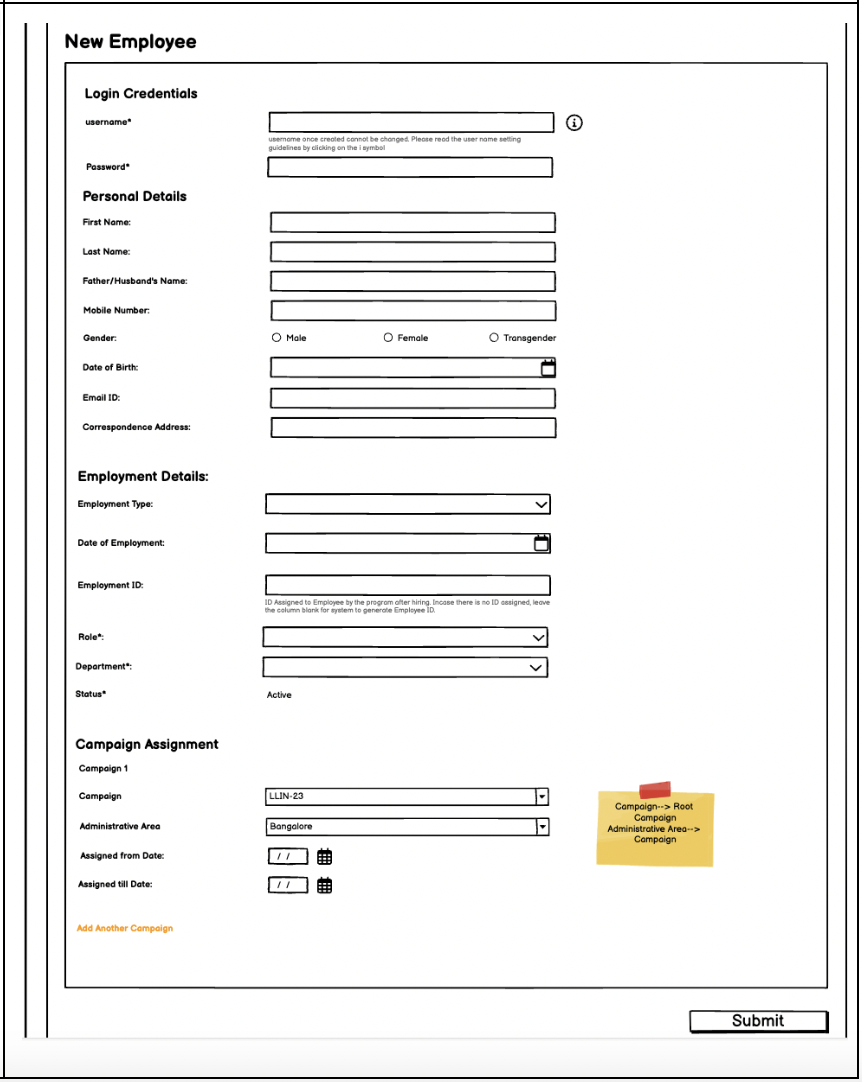 New Employee
Login Credentials
username*
username once created cannot be changed. Please read the user name setting
guidelines by clicking on the i symbol
Password*
Personal Details
First Name:
Last Name:
Father/Husband's Name:
Mobile Number:
Gender: Male Female Transgender
Date of Birth:
Email ID:
Correspondence Address:
Employment Details:
Employment Type:
Date of Employment:
Employment ID:
ID Assigned to Employee by the program after hiring. Incase there is no ID assigned, leave
the column blank for system to generate Employee ID.
Role*:
Department*:
Status* Active
Campaign Assignment
Campaign 1
Campaign LLIN-23
Administrative Area Bangalore
Assigned from Date: / /
Assigned till Date: / /
Campaign--> Root
Campaign
Administrative Area-->
Campaign
Add Another Campaign
Submit